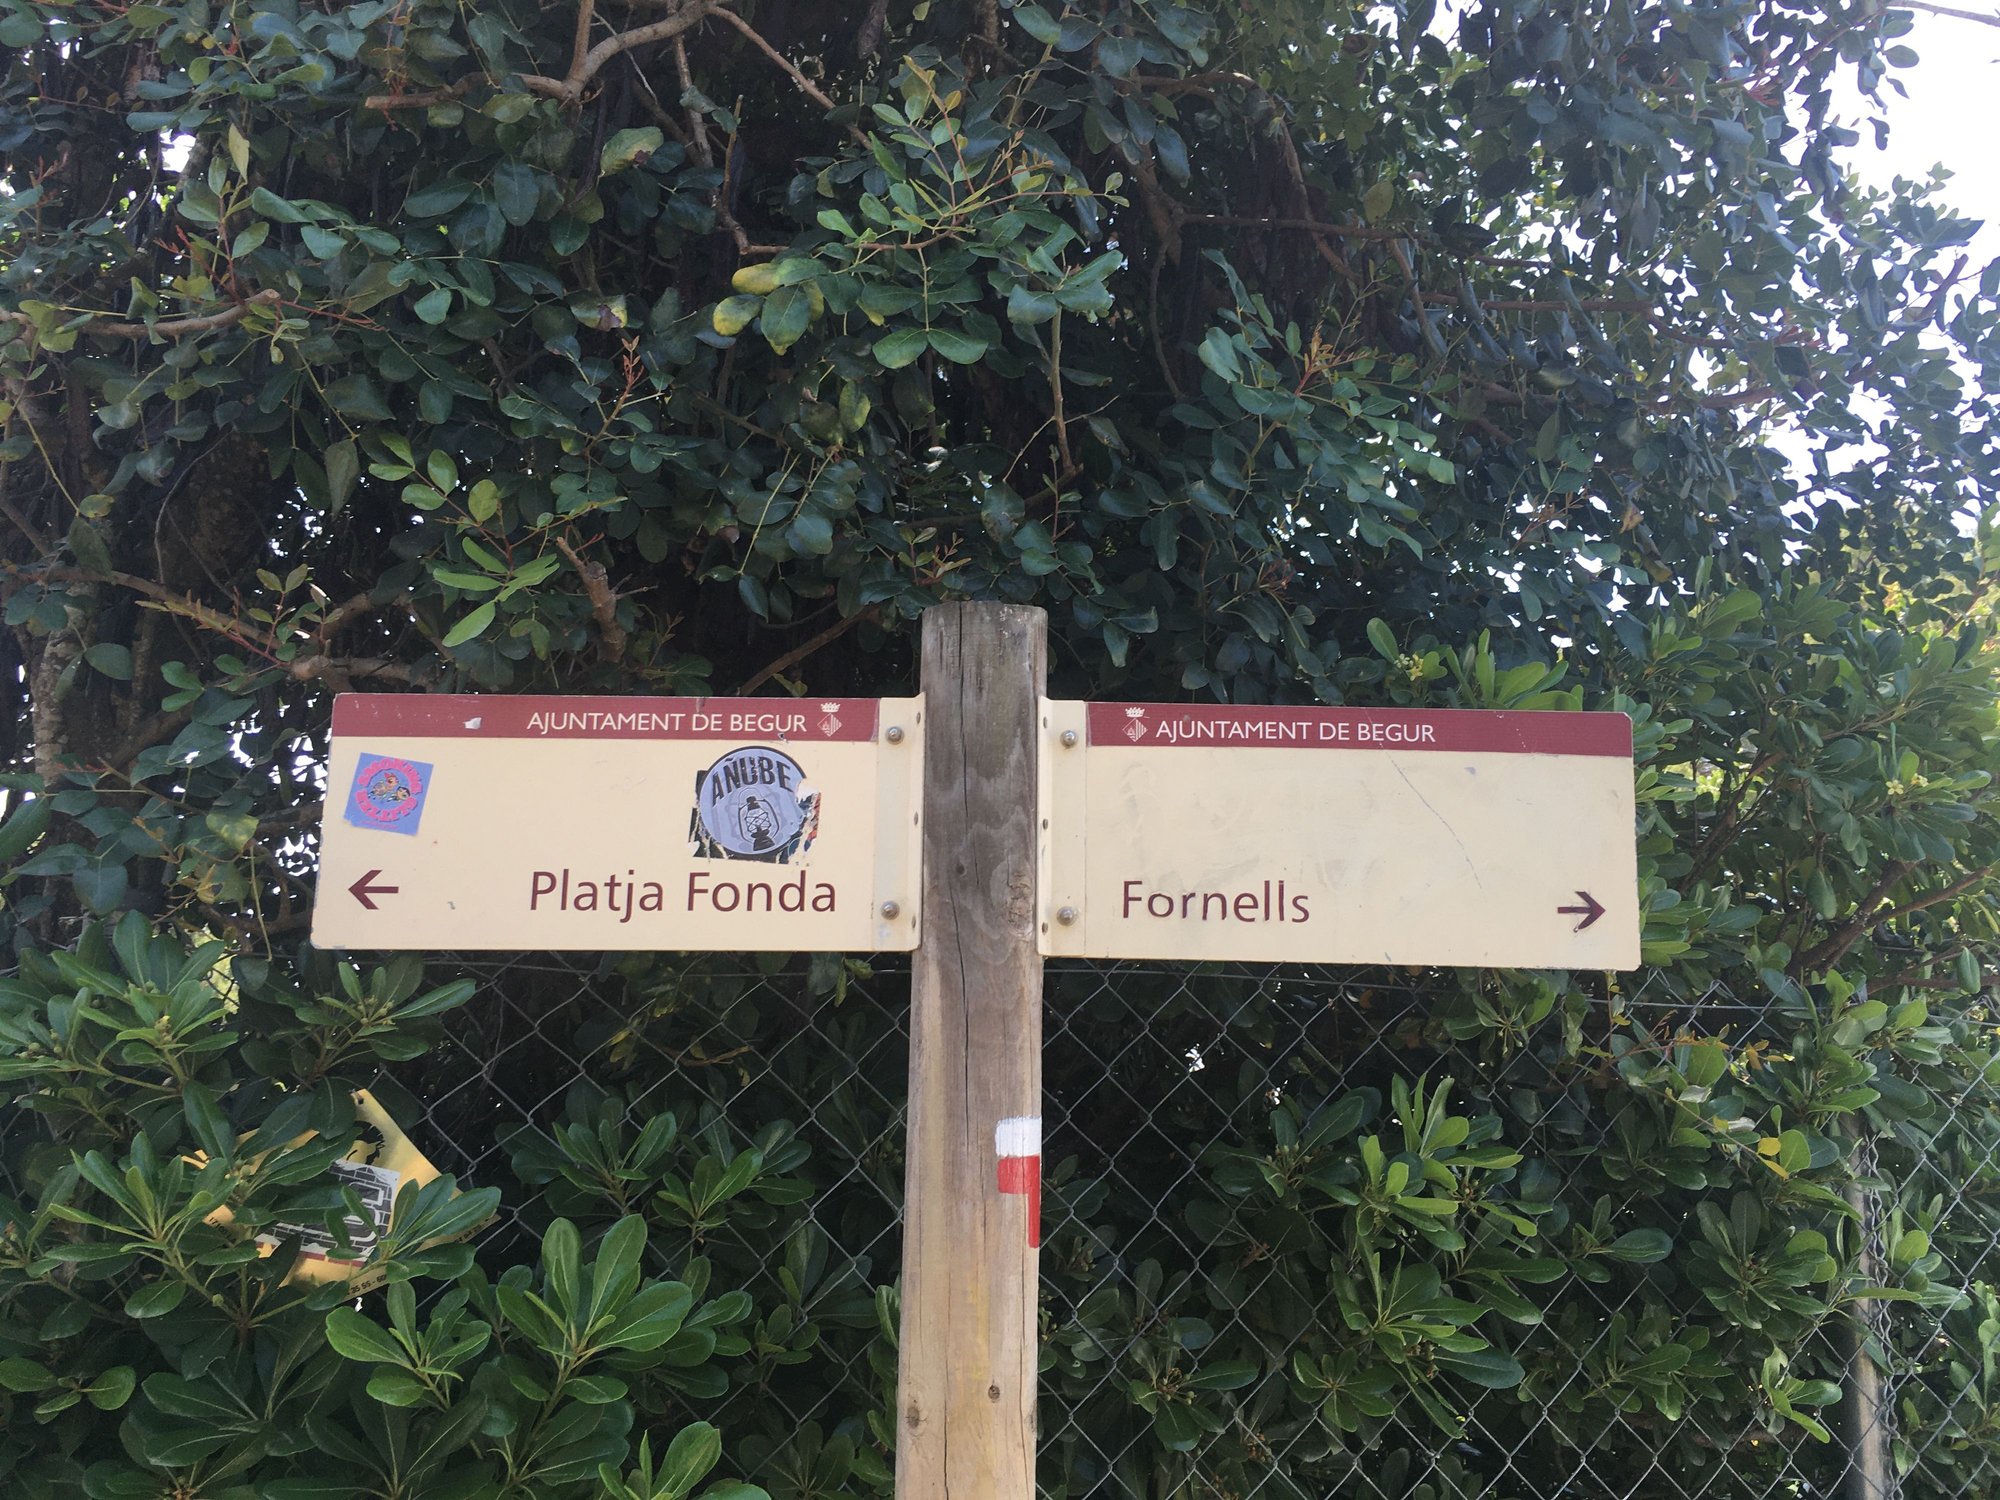 AJUNTAMENT DE BEGUR
AÑUBE
← Platja Fonda
AJUNTAMENT DE BEGUR
Fornells →